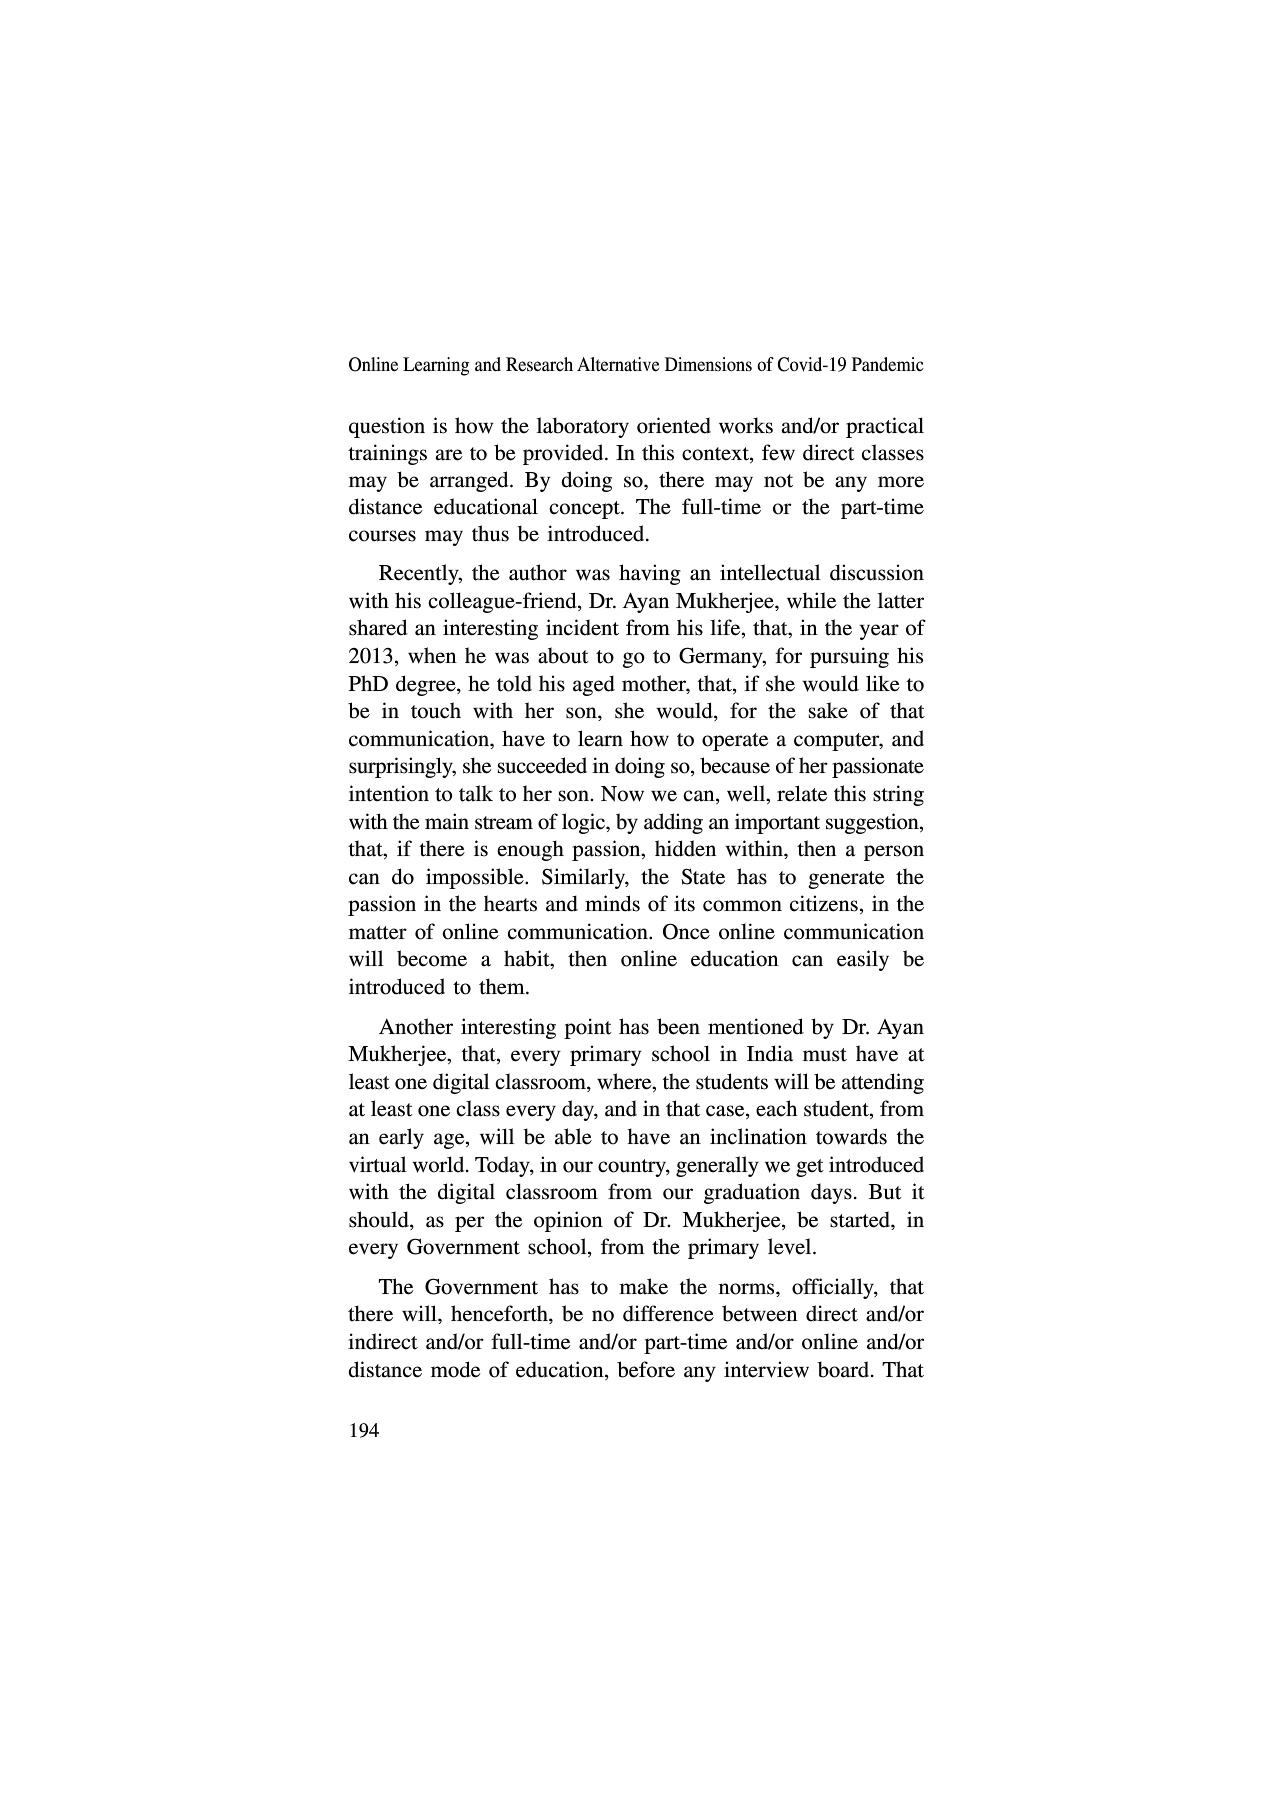 Online Learning and Research Alternative Dimensions of Covid-19 Pandemic
question is how the laboratory oriented works and/or practical
trainings are to be provided. In this context, few direct classes
may be arranged. By doing so, there may not be any more
distance educational concept. The full-time or the part-time
courses may thus be introduced.
Recently, the author was having an intellectual discussion
with his colleague-friend, Dr. Ayan Mukherjee, while the latter
shared an interesting incident from his life, that, in the year of
2013, when he was about to go to Germany, for pursuing his
PhD degree, he told his aged mother, that, if she would like to
be in touch with her son, she would, for the sake of that
communication, have to learn how to operate a computer, and
surprisingly, she succeeded in doing so, because of her passionate
intention to talk to her son. Now we can, well, relate this string
with the main stream of logic, by adding an important suggestion,
that, if there is enough passion, hidden within, then a person
can do impossible. Similarly, the State has to generate the
passion in the hearts and minds of its common citizens, in the
matter of online communication. Once online communication
will become a habit, then online education can easily be
introduced to them.
Another interesting point has been mentioned by Dr. Ayan
Mukherjee, that, every primary school in India must have at
least one digital classroom, where, the students will be attending
at least one class every day, and in that case, each student, from
an early age, will be able to have an inclination towards the
virtual world. Today, in our country, generally we get introduced
with the digital classroom from our graduation days. But it
should, as per the opinion of Dr. Mukherjee, be started, in
every Government school, from the primary level.
The Government has to make the norms, officially, that
there will, henceforth, be no difference between direct and/or
indirect and/or full-time and/or part-time and/or online and/or
distance mode of education, before any interview board. That
194